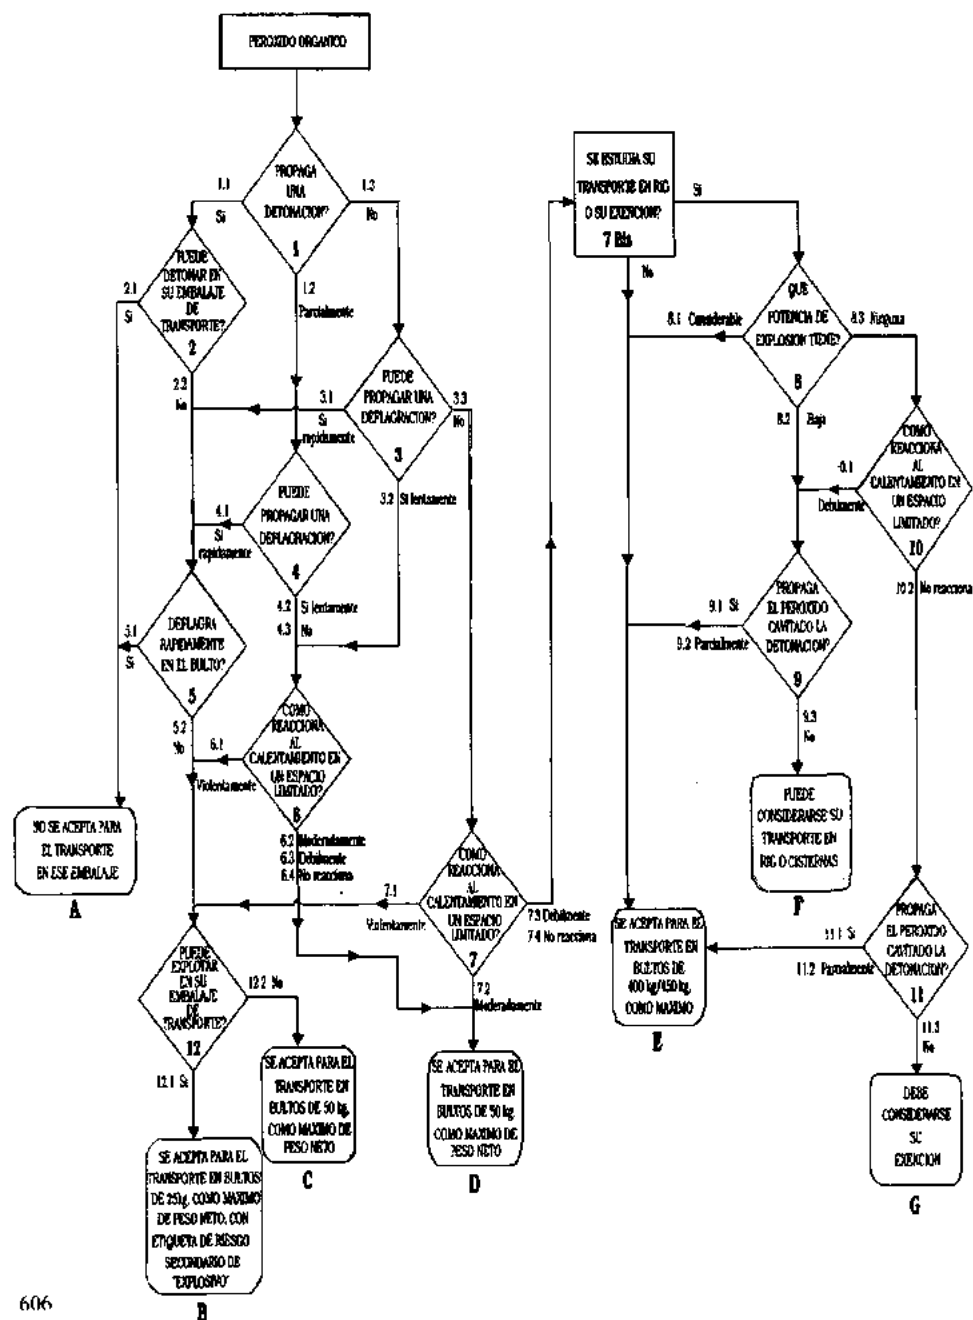 PEROXIDO ORGANICO
PROPAGA
UNA
DETONACION?
1
1.1
Si
1.3
No
1.2
Parcialmente
PUEDE
DETONAR EN
SU EMBALAJE
DE
TRANSPORTE?
2
2.1
Si
2.2
No
PUEDE
PROPAGAR UNA
DEFLAGRACION?
3
3.1
Si
rapidamente
3.3
No
3.2 Si lentamente
PUEDE
PROPAGAR UNA
DEFLAGRACION?
4
4.1
Si
rapidamente
4.2 Si lentamente
4.3 No
DEFLAGRA
RAPIDAMENTE
EN EL BULTO?
5
5.1
Si
5.2
No
COMO
REACCIONA
AL
CALENTAMIENTO EN
UN ESPACIO
LIMITADO?
6
6.1
Violentamente
6.2 Moderadamente
6.3 Debilmente
6.4 No reacciona
COMO
REACCIONA
AL
CALENTAMIENTO EN
UN ESPACIO
LIMITADO?
7
7.1
Violentamente
7.2
Moderadamente
7.3 Debilmente
7.4 No reacciona
NO SE ACEPTA PARA
EL TRANSPORTE
EN ESE EMBALAJE
A
PUEDE
EXPLOTAR
EN SU
EMBALAJE
DE
TRANSPORTE?
12
12.2 No
12.1 Si
SE ACEPTA PARA EL
TRANSPORTE EN BULTOS
DE 25kg. COMO MAXIMO
DE PESO NETO, CON
ETIQUETA DE RIESGO
SECUNDARIO DE
"EXPLOSIVO"
B
SE ACEPTA PARA EL
TRANSPORTE EN
BULTOS DE 50 kg.
COMO MAXIMO DE
PESO NETO
C
SE ACEPTA PARA EL
TRANSPORTE EN
BULTOS DE 50 kg.
COMO MAXIMO DE
PESO NETO
D
SE ESTUDIA SU
TRANSPORTE EN RIG
O SU EXENCION?
7 Bis
Si
No
QUE
POTENCIA DE
EXPLOSION TIENE?
8
8.1 Considerable
8.3 Ninguna
8.2 Baja
COMO
REACCIONA
AL
CALENTAMIENTO EN
UN ESPACIO
LIMITADO?
10
Debilmente
10.2 No reacciona
PROPAGA
EL PEROXIDO
CAVITADO LA
DETONACION?
9
9.1 Si
9.2 Parcialmente
9.3
No
PUEDE
CONSIDERARSE SU
TRANSPORTE EN
RIG O CISTERNAS
F
SE ACEPTA PARA EL
TRANSPORTE EN
BULTOS DE
400 kg/450 kg.
COMO MAXIMO
E
PROPAGA
EL PEROXIDO
CAVITADO LA
DETONACION?
11
11.1 Si
11.2 Parcialmente
11.3
No
DEBE
CONSIDERARSE
SU
EXENCION
G
606